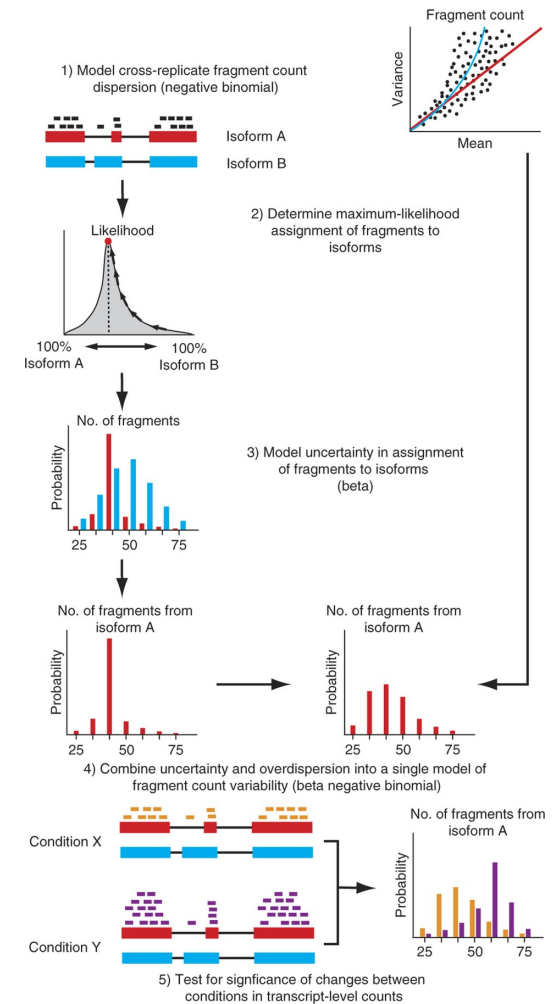 Fragment count
Variance
Mean
1) Model cross-replicate fragment count
dispersion (negative binomial)
Isoform A
Isoform B
2) Determine maximum-likelihood
assignment of fragments to
isoforms
Likelihood
100%
Isoform A
100%
Isoform B
No. of fragments
Probability
25 50 75
3) Model uncertainty in assignment
of fragments to isoforms
(beta)
No. of fragments from
isoform A
Probability
25 50 75
No. of fragments from
isoform A
Probability
25 50 75
4) Combine uncertainty and overdispersion into a single model of
fragment count variability (beta negative binomial)
Condition X
Condition Y
No. of fragments from
isoform A
Probability
25 50 75
5) Test for signficance of changes between
conditions in transcript-level counts